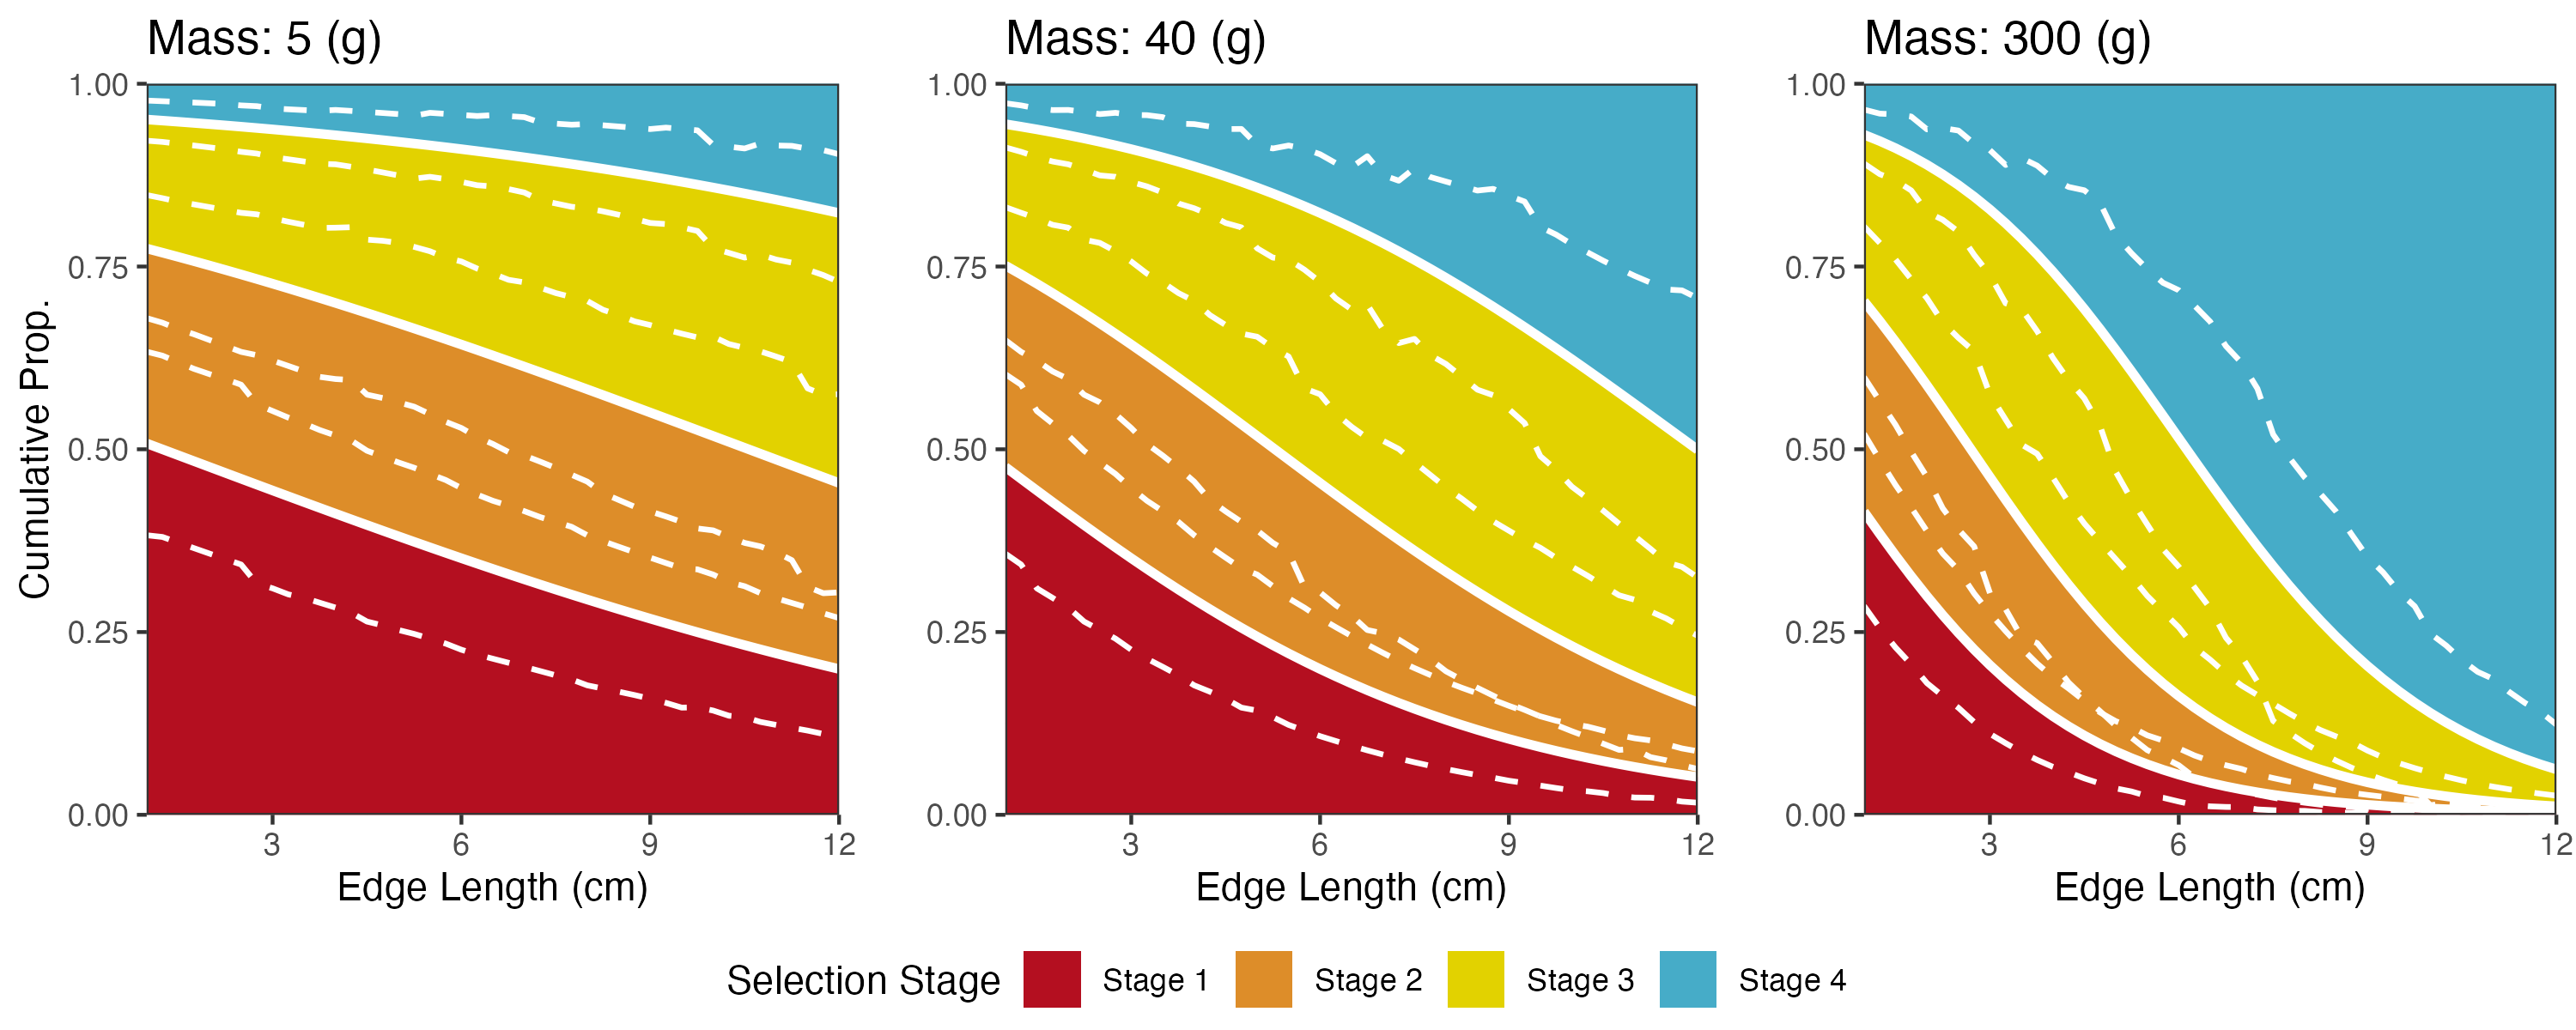 Mass: 5 (g)
Mass: 40 (g)
Mass: 300 (g)
Cumulative Prop.
1.00
0.75
0.50
0.25
0.00
3 6 9 12
Edge Length (cm)
1.00
0.75
0.50
0.25
0.00
3 6 9 12
Edge Length (cm)
1.00
0.75
0.50
0.25
0.00
3 6 9 12
Edge Length (cm)
Selection Stage Stage 1 Stage 2 Stage 3 Stage 4